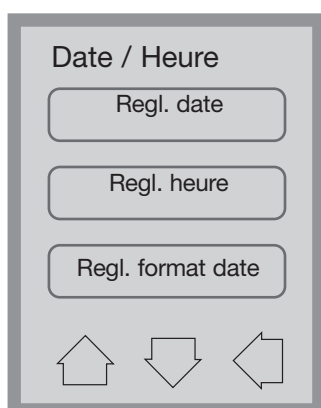 Date / Heure
Regl. date
Regl. heure
Regl. format date